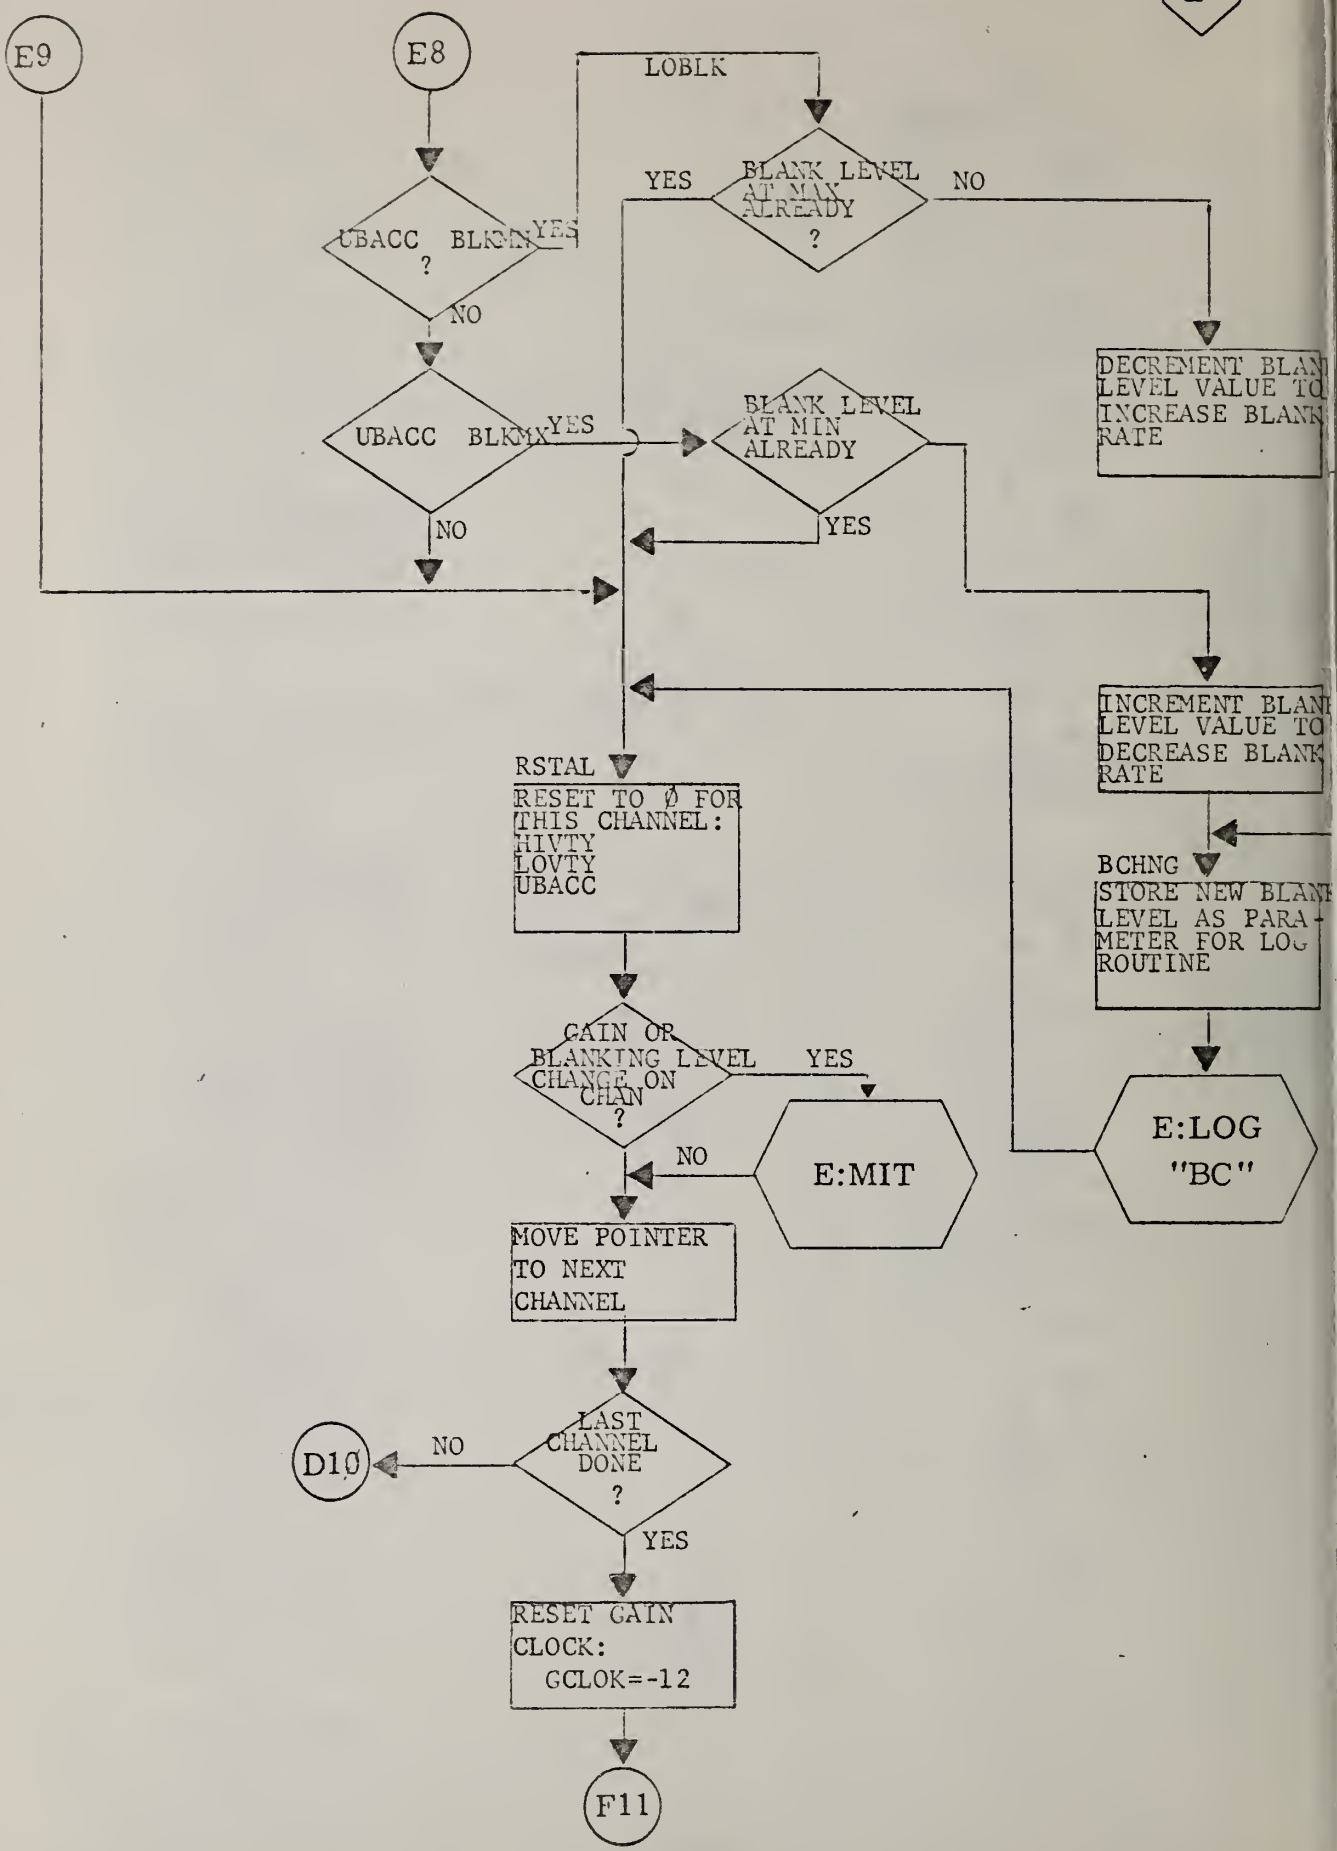 E9
E8
LOBLK
YES
BLANK LEVEL
AT MAX
ALREADY
?
NO
UBACC BLKMN
?
YES
NO
DECREMENT BLAN
LEVEL VALUE TO
INCREASE BLANK
RATE
UBACC BLKMX
YES
BLANK LEVEL
AT MIN
ALREADY
NO
YES
INCREMENT BLAN
LEVEL VALUE TO
DECREASE BLANK
RATE
RSTAL
RESET TO Ø FOR
THIS CHANNEL:
HIVTY
LOVTY
UBACC
BCHNG
STORE NEW BLANK
LEVEL AS PARA-
METER FOR LOG
ROUTINE
GAIN OR
BLANKING LEVEL
CHANGE ON
CHAN
?
YES
NO
E:MIT
E:LOG
"BC"
MOVE POINTER
TO NEXT
CHANNEL
LAST
CHANNEL
DONE
?
NO
D1Ø
YES
RESET GAIN
CLOCK:
GCLOK=-12
F11